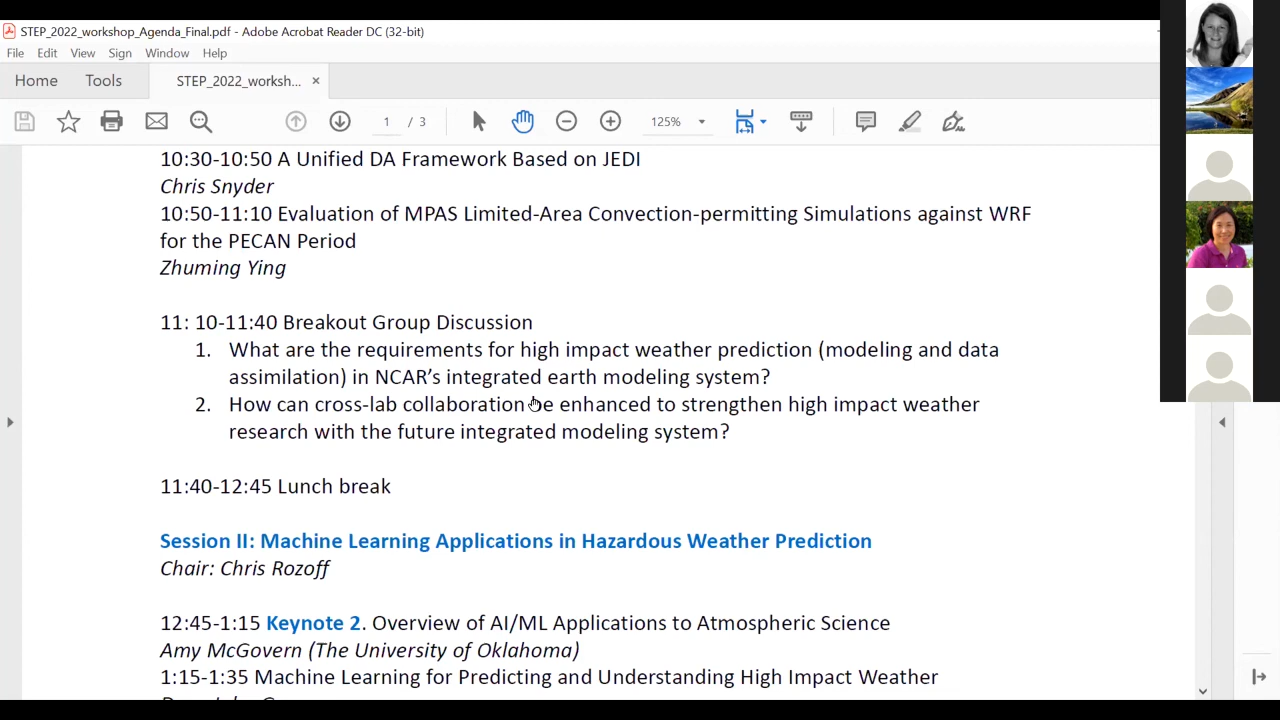 STEP_2022_workshop_Agenda_Final.pdf - Adobe Acrobat Reader DC (32-bit)
File Edit View Sign Window Help
Home Tools STEP_2022_worksh... ×
1 / 3 125%
10:30-10:50 A Unified DA Framework Based on JEDI
Chris Snyder
10:50-11:10 Evaluation of MPAS Limited-Area Convection-permitting Simulations against WRF
for the PECAN Period
Zhuming Ying
11: 10-11:40 Breakout Group Discussion
1. What are the requirements for high impact weather prediction (modeling and data
assimilation) in NCAR’s integrated earth modeling system?
2. How can cross-lab collaboration be enhanced to strengthen high impact weather
research with the future integrated modeling system?
11:40-12:45 Lunch break
Session II: Machine Learning Applications in Hazardous Weather Prediction
Chair: Chris Rozoff
12:45-1:15 Keynote 2. Overview of AI/ML Applications to Atmospheric Science
Amy McGovern (The University of Oklahoma)
1:15-1:35 Machine Learning for Predicting and Understanding High Impact Weather